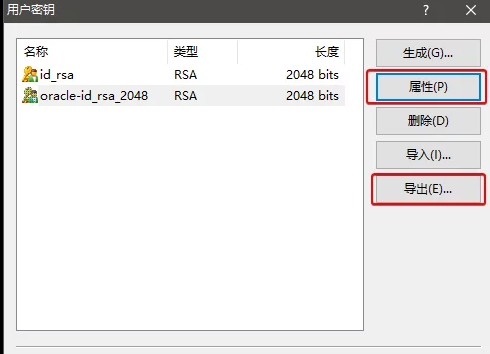 用户密钥
名称 类型 长度
id_rsa RSA 2048 bits
oracle-id_rsa_2048 RSA 2048 bits
生成(G)...
属性(P)
删除(D)
导入(I)...
导出(E)...